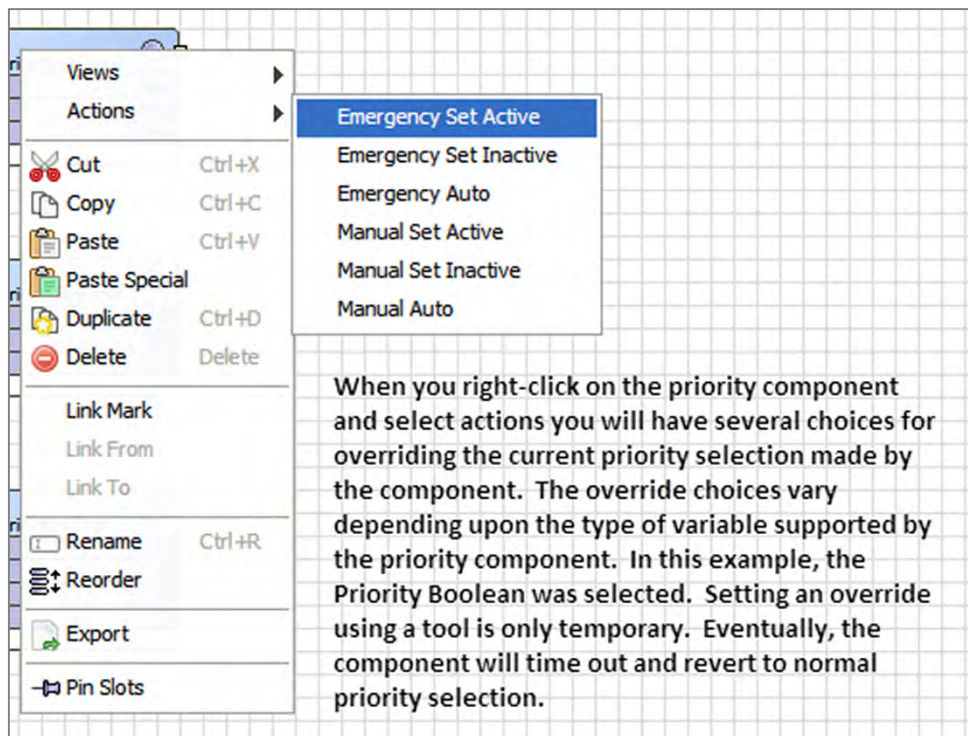 Views
Actions
Cut Ctrl+X
Copy Ctrl+C
Paste Ctrl+V
Paste Special
Duplicate Ctrl+D
Delete Delete
Link Mark
Link From
Link To
Rename Ctrl+R
Reorder
Export
Pin Slots
Emergency Set Active
Emergency Set Inactive
Emergency Auto
Manual Set Active
Manual Set Inactive
Manual Auto
When you right-click on the priority component
and select actions you will have several choices for
overriding the current priority selection made by
the component. The override choices vary
depending upon the type of variable supported by
the priority component. In this example, the
Priority Boolean was selected. Setting an override
using a tool is only temporary. Eventually, the
component will time out and revert to normal
priority selection.